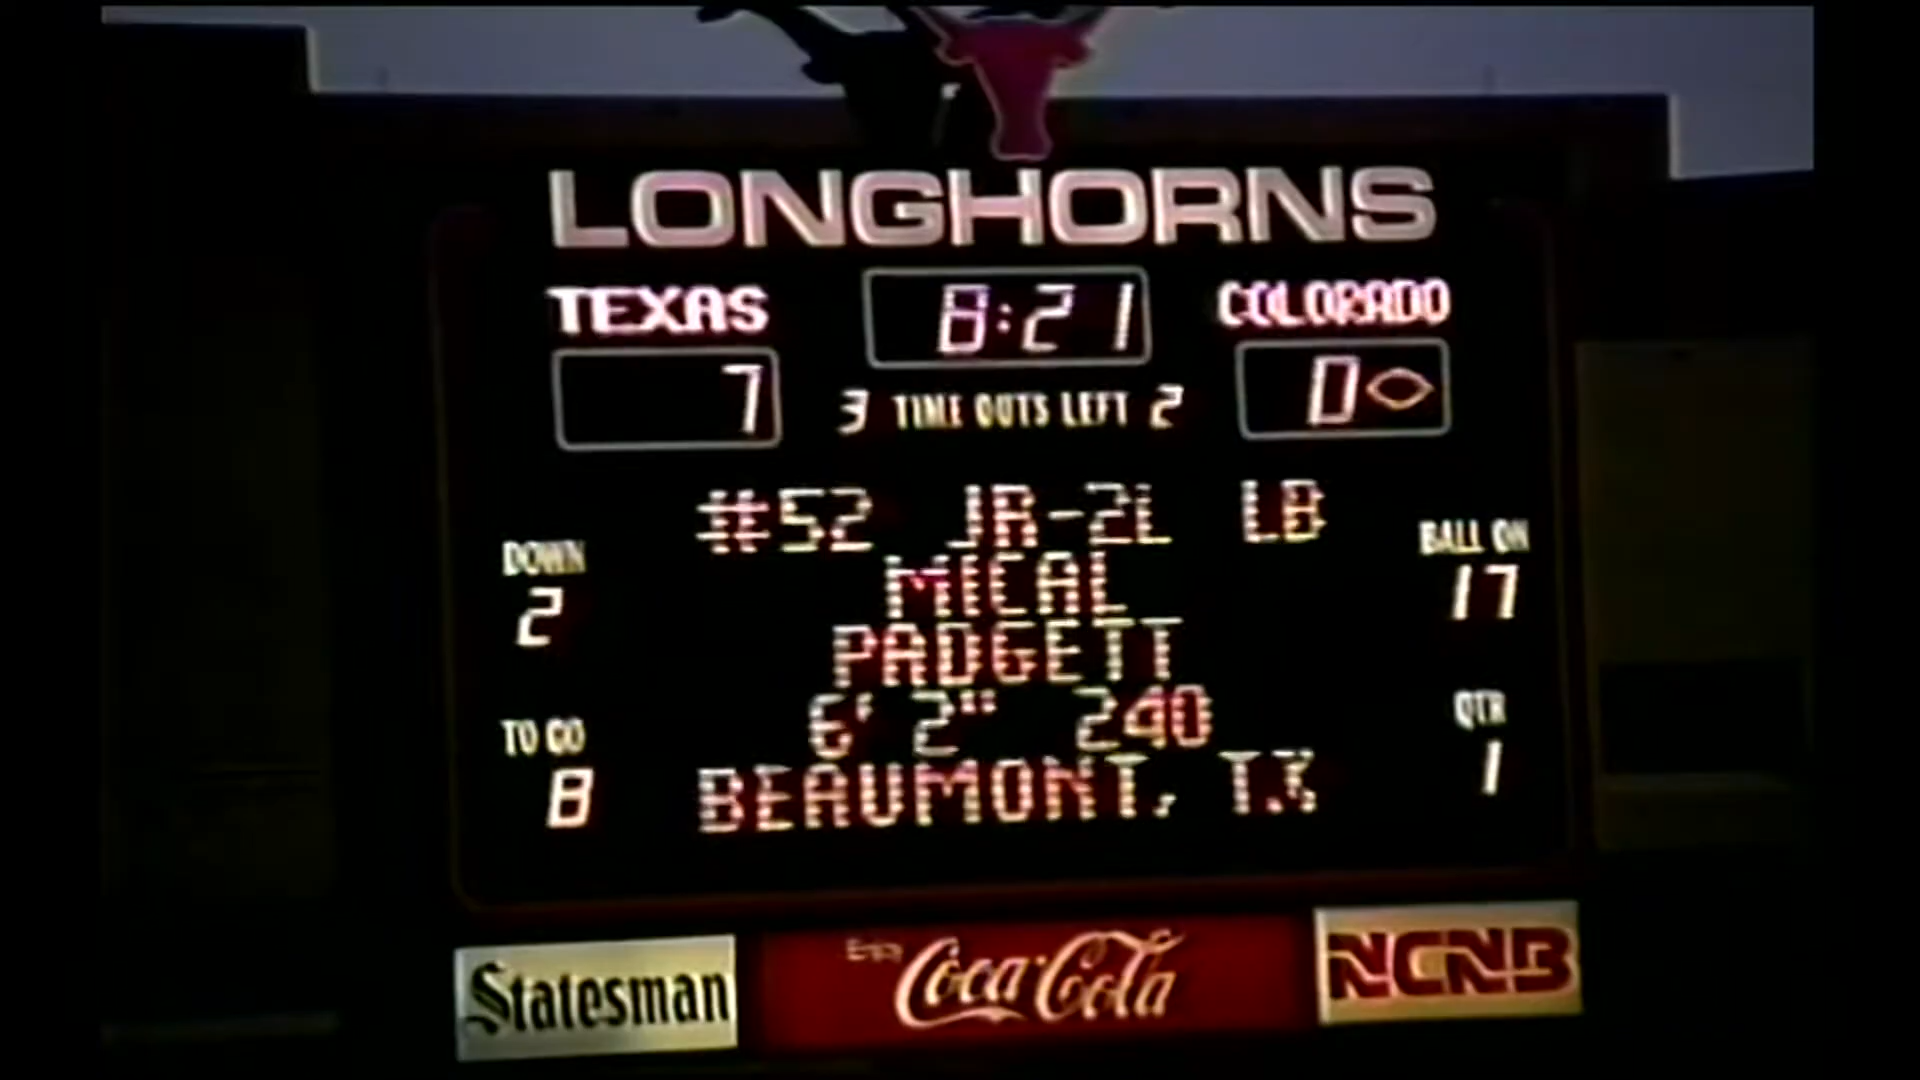 LONGHORNS
TEXAS 8:21 COLORADO
7 3 TIME OUTS LEFT 2 0
#52 JR-2L LB
DOWN MICAL BALL ON
2 PADGETT 17
6' 2" 240
TO GO QTR
8 BEAUMONT, TX 1
Statesman Enjoy Coca-Cola NCNB